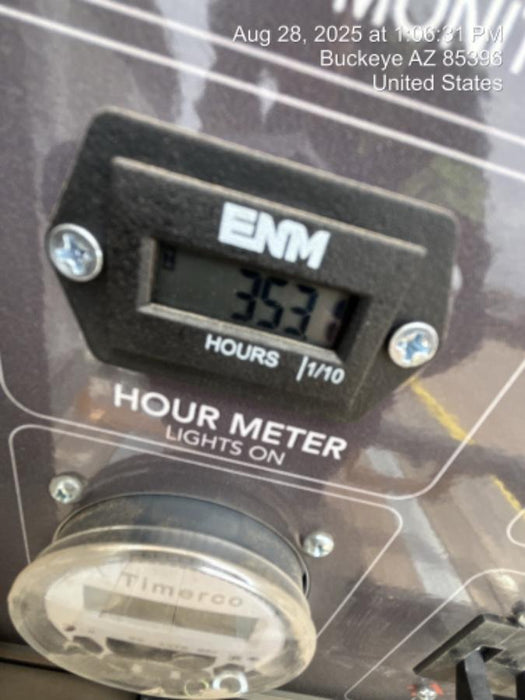 MONI
Aug 28, 2025 at 1:06:31 PM
Buckeye AZ 85396
United States
ENM
353.
HOURS 1/10
HOUR METER
LIGHTS ON
Timerco